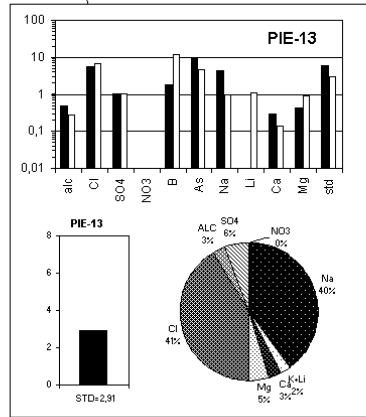 PIE-13
100
10
1
0,1
0,01
alc
Cl
SO4
NO3
B
As
Na
Li
Ca
Mg
std
PIE-13
8
6
4
2
0
STD=2,91
ALC
3%
SO4
6%
NO3
0%
Na
40%
K+Li
2%
Ca
3%
Mg
5%
Cl
41%